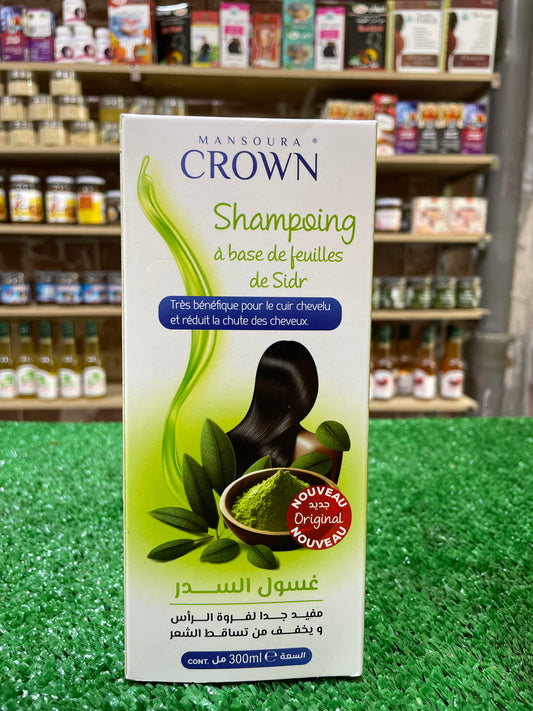 MANSOURA ®
CROWN
Shampoing
à base de feuilles
de Sidr
Très bénéfique pour le cuir chevelu
et réduit la chute des cheveux.
NOUVEAU
جديد
Original
NOUVEAU
غسول السدر
مفيد جدا لفروة الرأس
و يخفف من تساقط الشعر
CONT. 300ml e السعة 300 مل